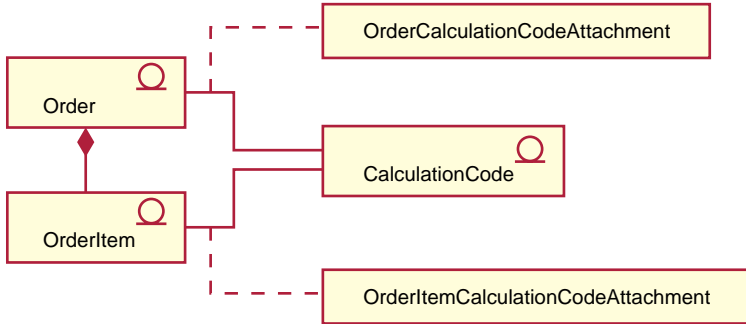 OrderCalculationCodeAttachment
Order
CalculationCode
OrderItem
OrderItemCalculationCodeAttachment